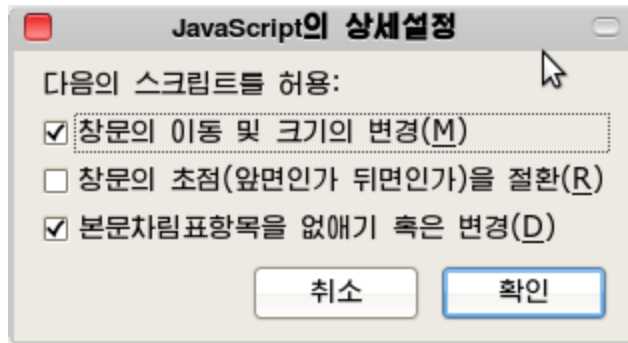 JavaScript의 상세설정
다음의 스크립트를 허용:
창문의 이동 및 크기의 변경(M)
창문의 초점(앞면인가 뒤면인가)을 절환(R)
본문차림표항목을 없애기 혹은 변경(D)
취소
확인